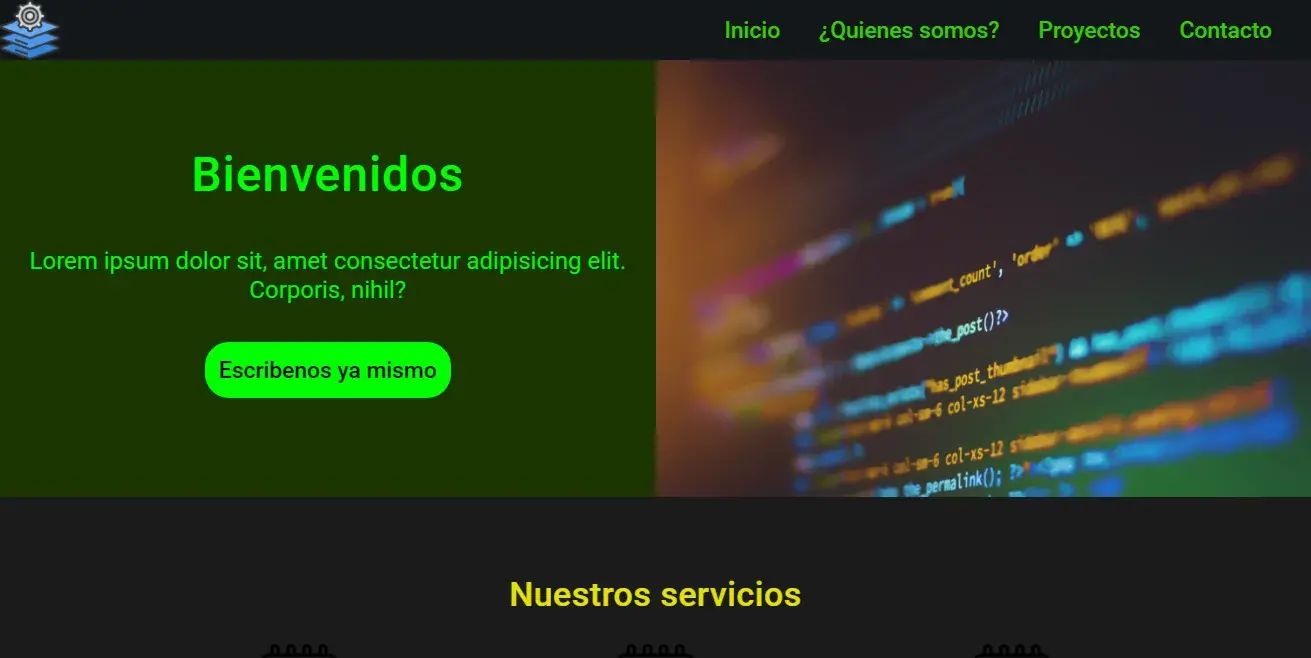 Inicio ¿Quienes somos? Proyectos Contacto
Bienvenidos
Lorem ipsum dolor sit, amet consectetur adipisicing elit.
Corporis, nihil?
Escribenos ya mismo
'order'
_count',
the_post()?>
"has_post_thumbnail"
col-sm-6 col-xs-12
col-sm-6 col-xs-12
the_permalink(); ?>
Nuestros servicios